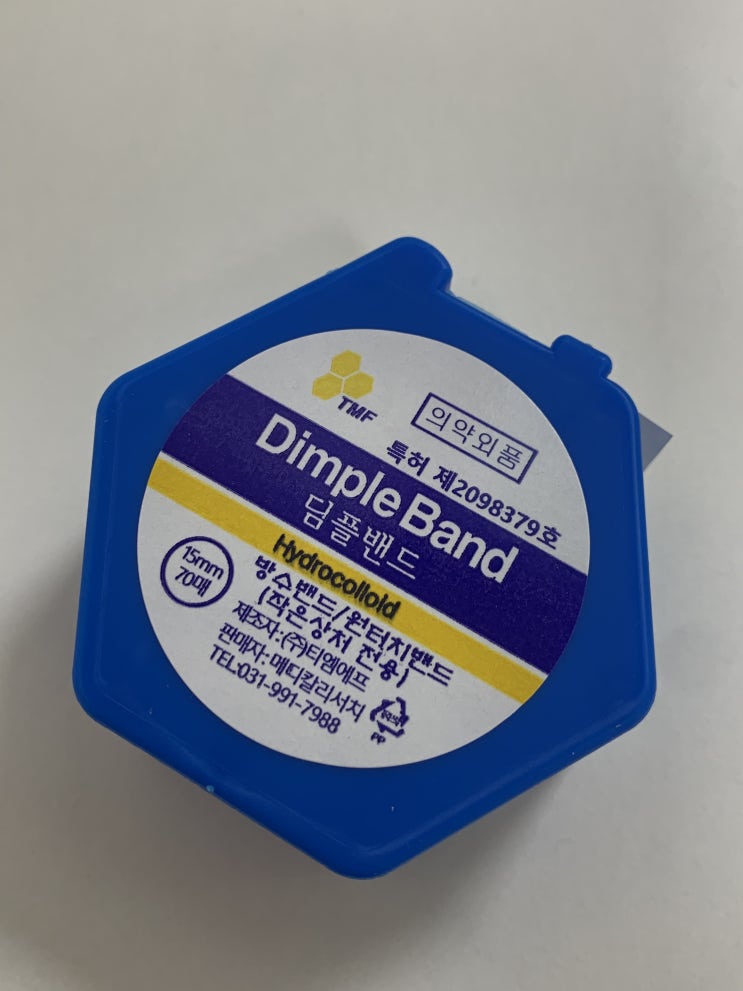 TMF
의약외품
특허 제2098379호
Dimple Band
딤플밴드
Hydrocolloid
15mm
70매
방수밴드/원터치밴드
(작은상처 전용)
제조자:(주)티엠에프
판매자:메디칼리서치
TEL:031-991-7988
PP